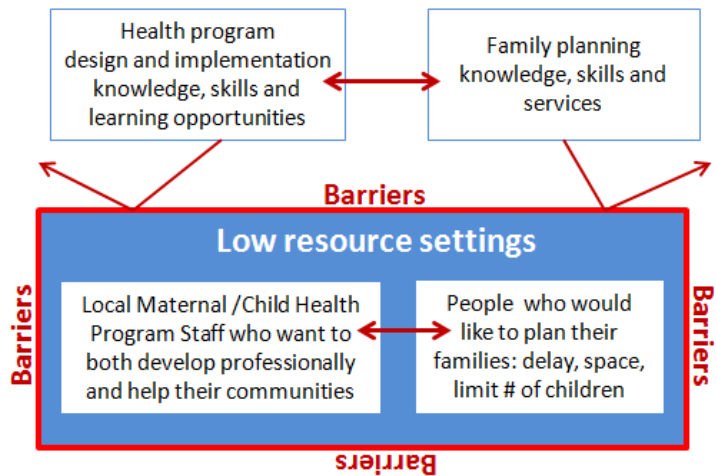 Health program
design and implementation
knowledge, skills and
learning opportunities
Family planning
knowledge, skills and
services
Barriers
Low resource settings
Barriers
Local Maternal /Child Health
Program Staff who want to
both develop professionally
and help their communities
People who would
like to plan their
families: delay, space,
limit # of children
Barriers
Barriers